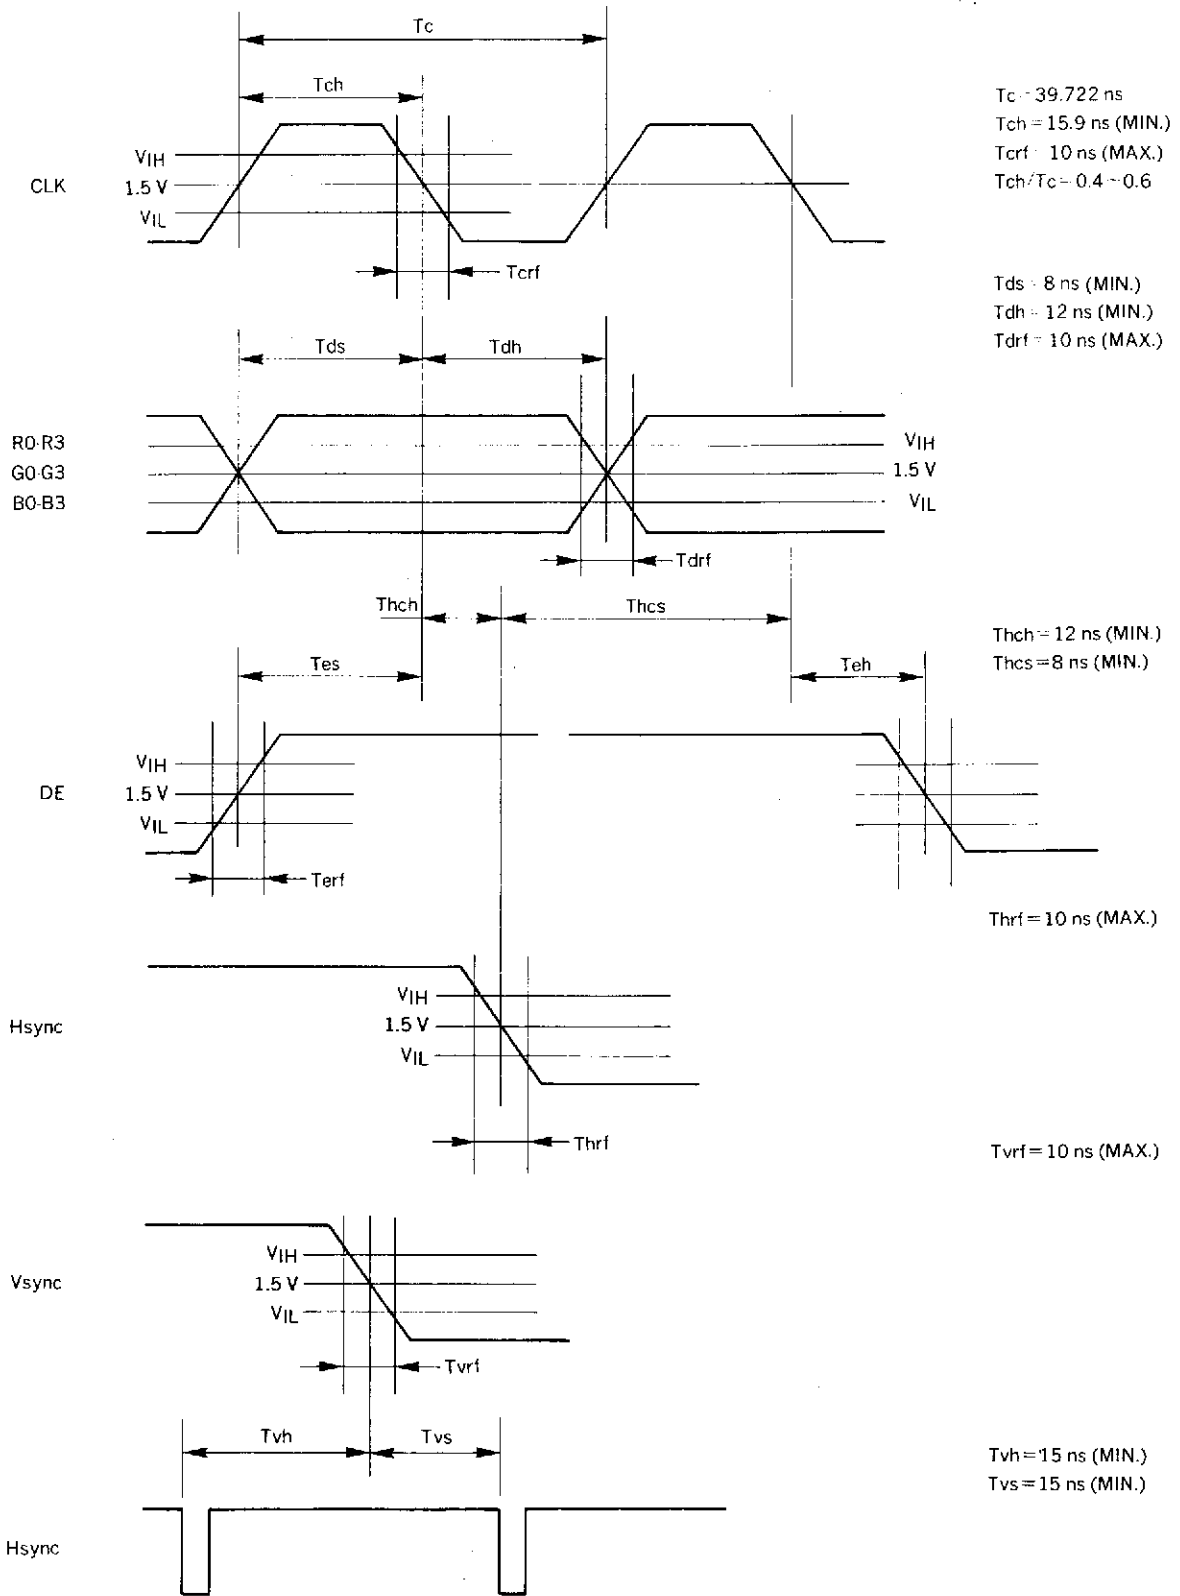 Tc
Tch
Tc = 39.722 ns
Tch = 15.9 ns (MIN.)
Tcrf = 10 ns (MAX.)
Tch/Tc = 0.4 ~ 0.6
CLK
VIH
1.5 V
VIL
Tcrf
Tds = 8 ns (MIN.)
Tdh = 12 ns (MIN.)
Tdrf = 10 ns (MAX.)
Tds
Tdh
R0-R3
G0-G3
B0-B3
VIH
1.5 V
VIL
Tdrf
Thch
Thcs
Thch = 12 ns (MIN.)
Thcs = 8 ns (MIN.)
Tes
Teh
DE
VIH
1.5 V
VIL
Terf
Thrf = 10 ns (MAX.)
Hsync
VIH
1.5 V
VIL
Thrf
Tvrf = 10 ns (MAX.)
Vsync
VIH
1.5 V
VIL
Tvrf
Tvh
Tvs
Tvh = 15 ns (MIN.)
Tvs = 15 ns (MIN.)
Hsync